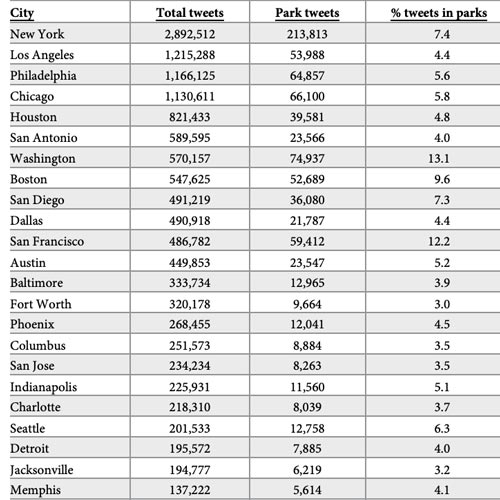 City Total tweets Park tweets % tweets in parks
New York 2,892,512 213,813 7.4
Los Angeles 1,215,288 53,988 4.4
Philadelphia 1,166,125 64,857 5.6
Chicago 1,130,611 66,100 5.8
Houston 821,433 39,581 4.8
San Antonio 589,595 23,566 4.0
Washington 570,157 74,937 13.1
Boston 547,625 52,689 9.6
San Diego 491,219 36,080 7.3
Dallas 490,918 21,787 4.4
San Francisco 486,782 59,412 12.2
Austin 449,853 23,547 5.2
Baltimore 333,734 12,965 3.9
Fort Worth 320,178 9,664 3.0
Phoenix 268,455 12,041 4.5
Columbus 251,573 8,884 3.5
San Jose 234,234 8,263 3.5
Indianapolis 225,931 11,560 5.1
Charlotte 218,310 8,039 3.7
Seattle 201,533 12,758 6.3
Detroit 195,572 7,885 4.0
Jacksonville 194,777 6,219 3.2
Memphis 137,222 5,614 4.1